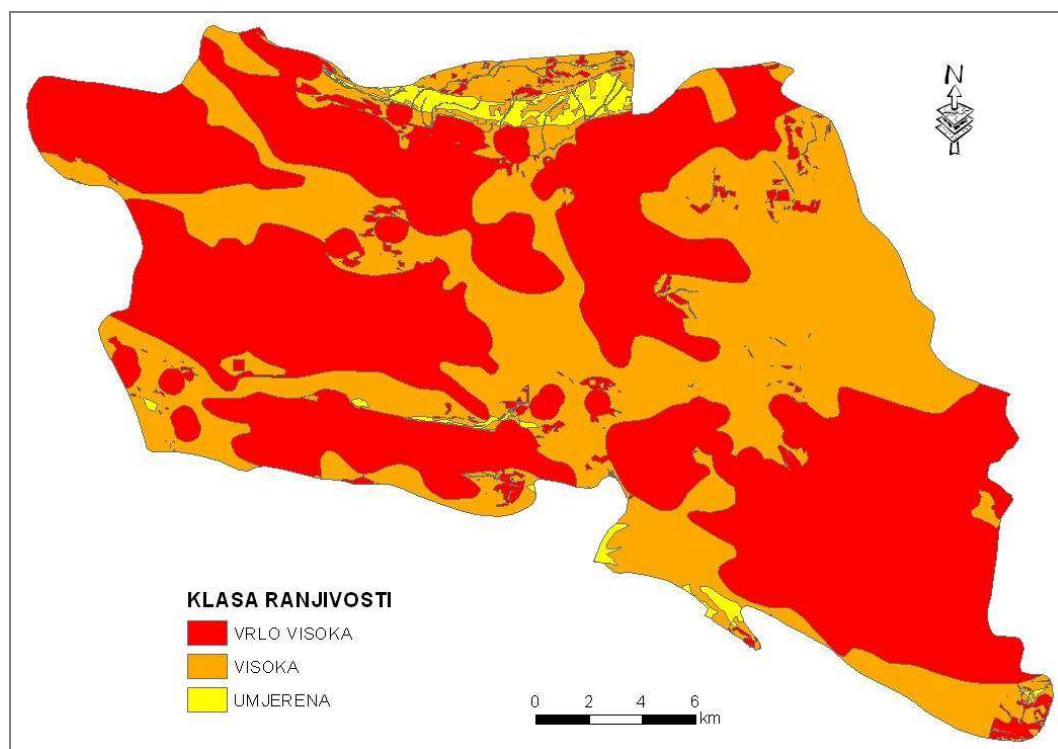 N
KLASA RANJIVOSTI
VRLO VISOKA
VISOKA
UMJERENA
0 2 4 6
km